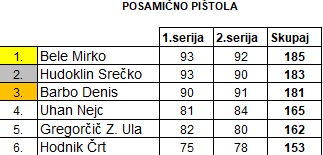 POSAMIČNO PIŠTOLA
1.serija 2.serija Skupaj
1. Bele Mirko 93 92 185
2. Hudoklin Srečko 93 90 183
3. Barbo Denis 90 91 181
4. Uhan Nejc 81 84 165
5. Gregorčič Z. Ula 82 80 162
6. Hodnik Črt 75 78 153